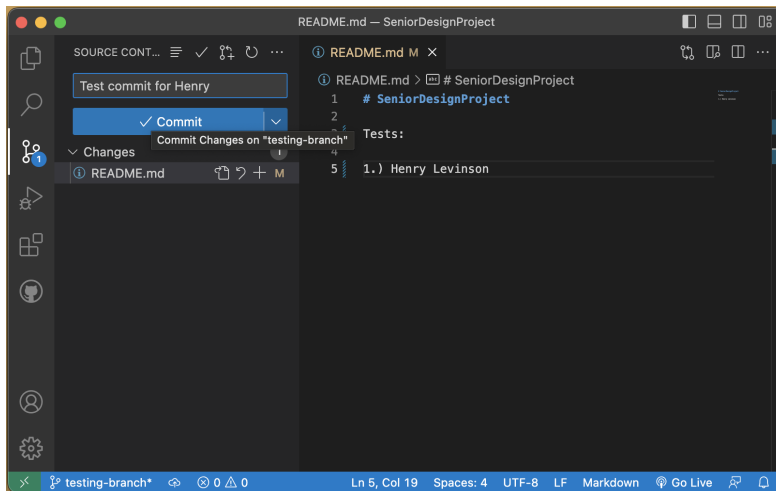 README.md — SeniorDesignProject
SOURCE CONT...
README.md M
README.md > # SeniorDesignProject
Test commit for Henry
Commit
Commit Changes on "testing-branch"
Changes 1
README.md M
1
1 # SeniorDesignProject
2
3 Tests:
4
5 1.) Henry Levinson
testing-branch* 0 0 Ln 5, Col 19 Spaces: 4 UTF-8 LF Markdown Go Live